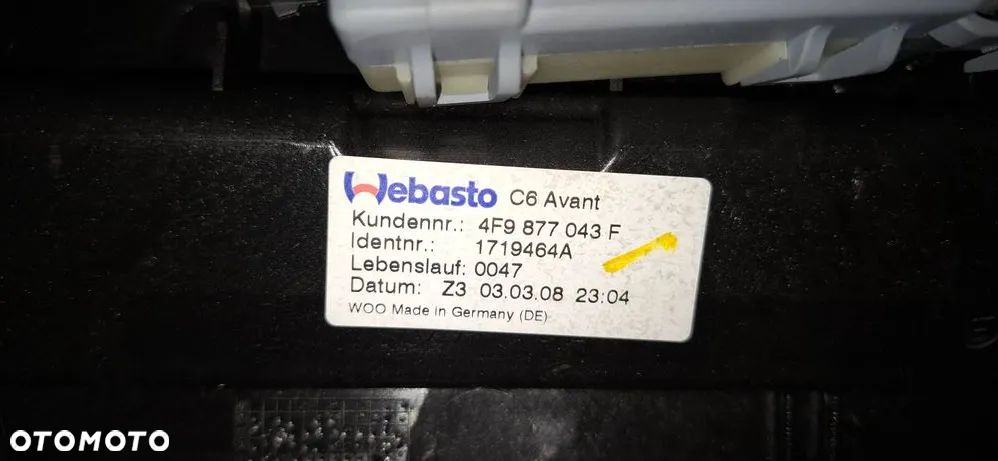 Webasto C6 Avant
Kundennr.: 4F9 877 043 F
Identnr.: 1719464A
Lebenslauf: 0047
Datum: Z3 03.03.08 23:04
WOO Made in Germany (DE)
OTOMOTO